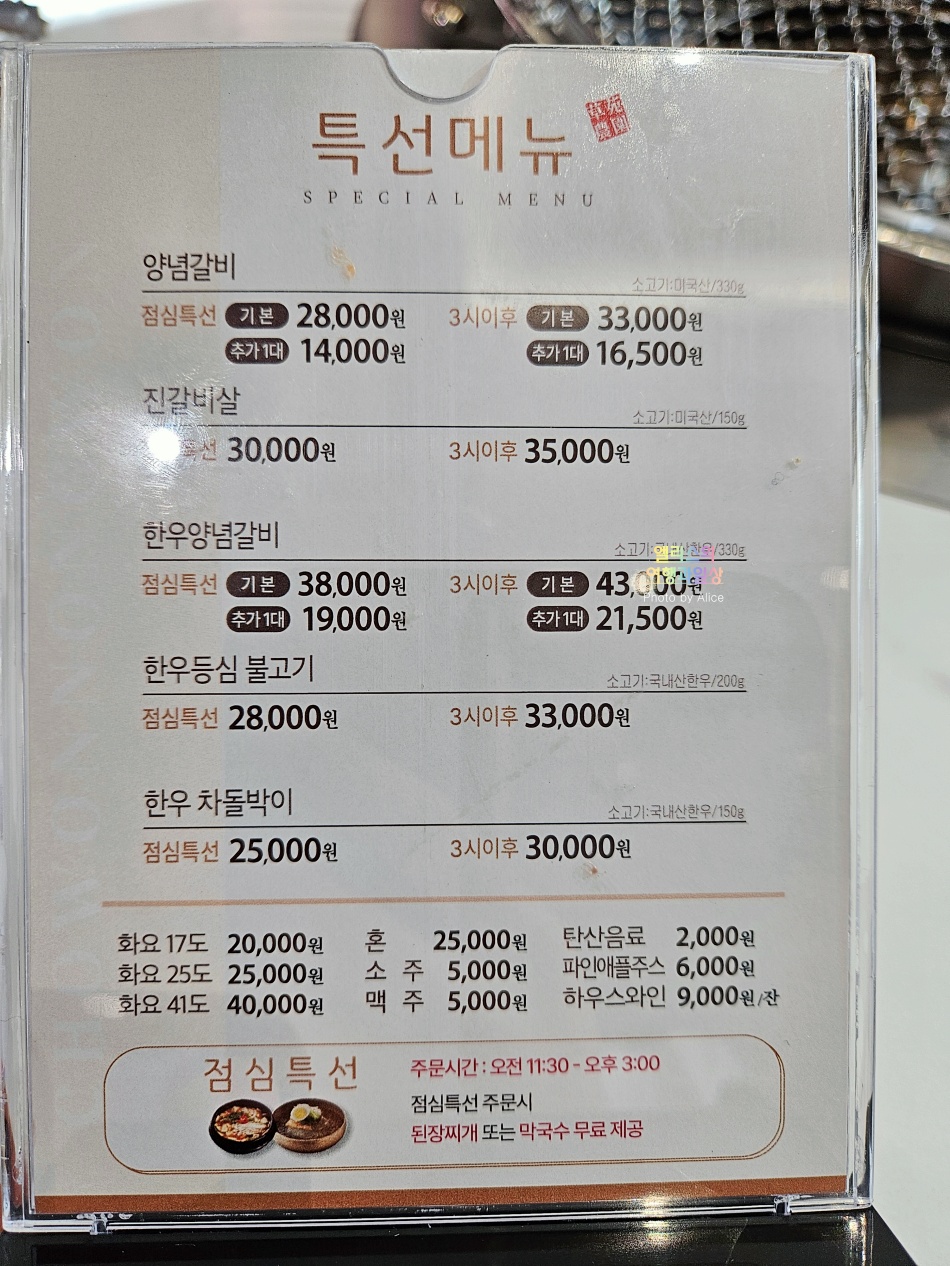 특선메뉴
SPECIAL MENU
양념갈비
소고기:미국산/330g
점심특선 기본 28,000원 3시이후 기본 33,000원
추가1대 14,000원 추가1대 16,500원
진갈비살
소고기:미국산/150g
특선 30,000원 3시이후 35,000원
한우양념갈비
소고기:국내산한우/330g
점심특선 기본 38,000원 3시이후 기본 43,000원
Photo by Alice
추가1대 19,000원 추가1대 21,500원
한우등심 불고기
소고기:국내산한우/200g
점심특선 28,000원 3시이후 33,000원
한우 차돌박이
소고기:국내산한우/150g
점심특선 25,000원 3시이후 30,000원
화요 17도 20,000원 혼 25,000원 탄산음료 2,000원
화요 25도 25,000원 소주 5,000원 파인애플주스 6,000원
화요 41도 40,000원 맥주 5,000원 하우스와인 9,000원/잔
점심특선
주문시간 : 오전 11:30 - 오후 3:00
점심특선 주문시
된장찌개 또는 막국수 무료 제공